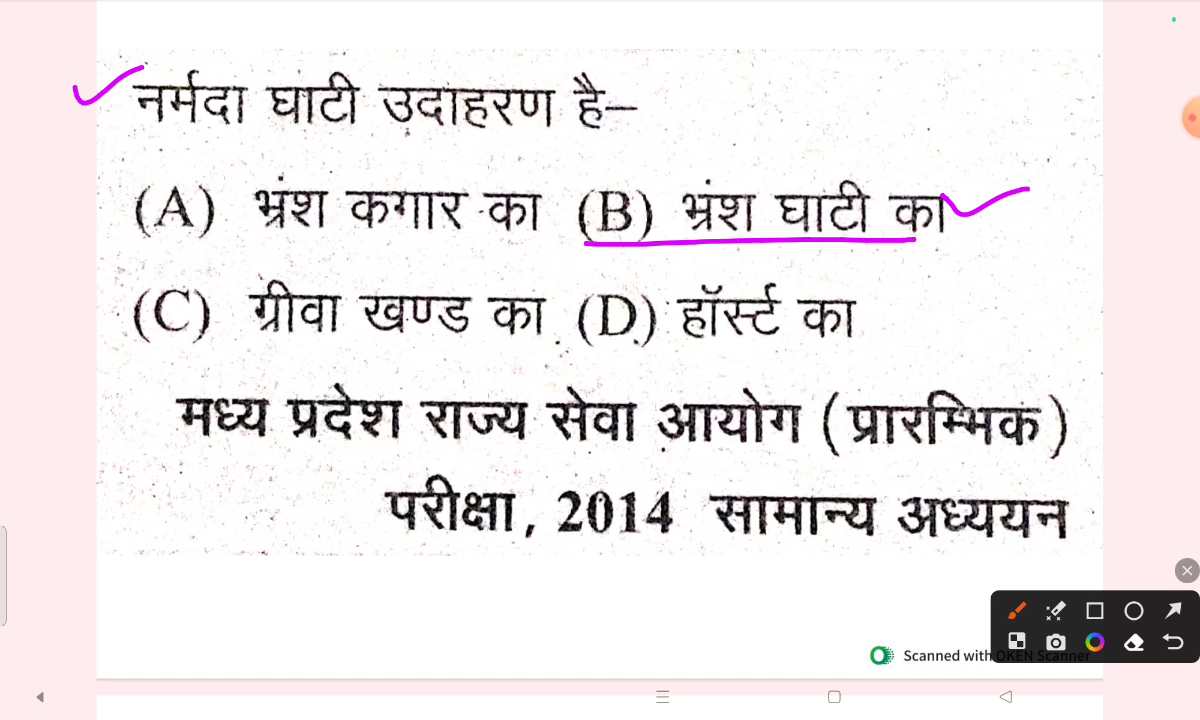 नर्मदा घाटी उदाहरण है–
(A) भ्रंश कगार का (B) भ्रंश घाटी का
(C) ग्रीवा खण्ड का (D) हॉर्स्ट का
मध्य प्रदेश राज्य सेवा आयोग (प्रारम्भिक)
परीक्षा, 2014 सामान्य अध्ययन
Scanned with OKEN Scanner